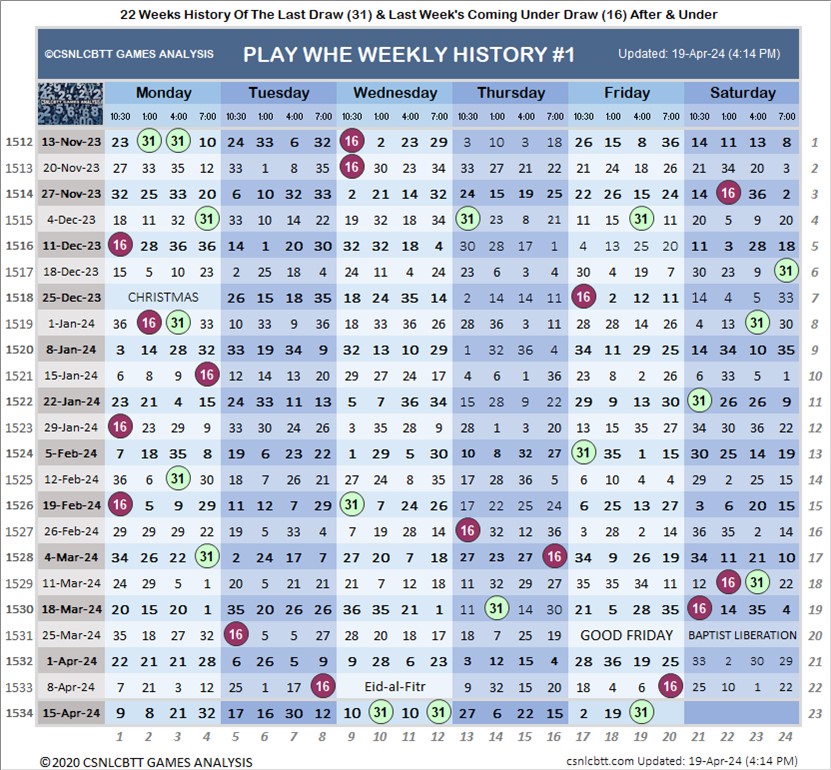 22 Weeks History Of The Last Draw (31) & Last Week's Coming Under Draw (16) After & Under
©CSNLCBTT GAMES ANALYSIS PLAY WHE WEEKLY HISTORY #1 Updated: 19-Apr-24 (4:14 PM)
CSNLCBTT GAMES ANALYSIS Monday Tuesday Wednesday Thursday Friday Saturday
10:30 1:00 4:00 7:00 10:30 1:00 4:00 7:00 10:30 1:00 4:00 7:00 10:30 1:00 4:00 7:00 10:30 1:00 4:00 7:00 10:30 1:00 4:00 7:00
1512 13-Nov-23 23 31 31 10 24 33 6 32 16 2 23 29 3 10 3 18 26 15 8 36 14 11 13 8 1
1513 20-Nov-23 27 33 35 12 33 1 8 35 16 30 23 34 33 27 21 22 21 24 18 22 21 34 20 3 2
1514 27-Nov-23 32 25 33 20 6 10 32 33 2 21 14 32 24 15 19 25 22 26 15 24 14 16 36 2 3
1515 4-Dec-23 18 11 32 31 33 10 14 22 19 32 18 34 31 23 8 21 11 15 31 11 20 5 9 20 4
1516 11-Dec-23 16 28 36 36 14 1 20 30 32 32 18 4 30 28 17 1 4 13 25 20 11 3 28 18 5
1517 18-Dec-23 15 5 10 23 2 25 18 4 24 11 4 24 23 6 3 4 30 4 19 7 30 23 9 31 6
1518 25-Dec-23 CHRISTMAS 26 15 18 35 18 24 35 14 2 14 14 11 16 2 12 11 14 4 5 33 7
1519 1-Jan-24 36 16 31 33 10 33 9 36 18 33 36 26 28 36 3 11 28 28 14 26 4 13 31 30 8
1520 8-Jan-24 3 14 28 32 33 19 34 9 32 13 10 29 1 32 36 4 34 11 29 25 14 34 10 35 9
1521 15-Jan-24 6 8 9 16 12 14 13 20 29 27 24 17 4 6 1 36 23 8 7 26 6 33 5 1 10
1522 22-Jan-24 23 21 4 15 24 33 11 13 5 7 36 34 15 28 9 22 29 9 13 30 31 26 26 9 11
1523 29-Jan-24 16 23 29 9 33 30 24 26 3 35 28 9 28 1 3 20 13 15 35 27 34 30 36 22 12
1524 5-Feb-24 7 18 35 8 19 6 23 22 1 29 5 30 10 8 32 27 31 35 1 15 30 25 14 19 13
1525 12-Feb-24 36 6 31 30 18 7 26 21 27 24 8 35 17 28 36 5 6 10 4 4 29 2 25 15 14
1526 19-Feb-24 16 5 9 29 11 12 7 29 31 7 24 26 17 22 25 24 6 25 13 27 3 6 20 15 15
1527 26-Feb-24 29 29 29 22 19 5 33 4 7 19 28 14 16 32 12 36 3 22 28 28 36 33 2 14 16
1528 4-Mar-24 34 26 22 31 2 24 17 7 27 20 7 18 27 23 27 16 34 9 6 19 34 11 21 10 17
1529 11-Mar-24 24 29 5 1 20 5 21 21 21 7 12 18 11 32 29 27 35 35 34 11 12 16 31 22 18
1530 18-Mar-24 20 15 20 1 35 20 26 26 36 35 21 1 11 31 14 30 21 5 28 35 16 14 35 4 19
1531 25-Mar-24 35 18 27 32 16 5 5 27 28 20 18 17 18 7 25 19 GOOD FRIDAY BAPTIST LIBERATION 20
1532 1-Apr-24 22 21 21 8 6 26 5 9 9 28 6 23 3 12 15 4 28 36 19 25 33 2 30 29 21
1533 8-Apr-24 7 21 3 12 25 1 17 16 Eid-al-Fitr 9 32 15 20 18 4 6 16 25 10 1 22 22
1534 15-Apr-24 9 8 21 32 17 16 30 12 10 31 10 31 27 6 22 15 2 19 31 23
1 2 3 4 5 6 7 8 9 10 11 12 13 14 15 16 17 18 19 20 21 22 23 24
©2020 CSNLCBTT GAMES ANALYSIS csnlcbtt.com Updated: 19-Apr-24 (4:14 PM)